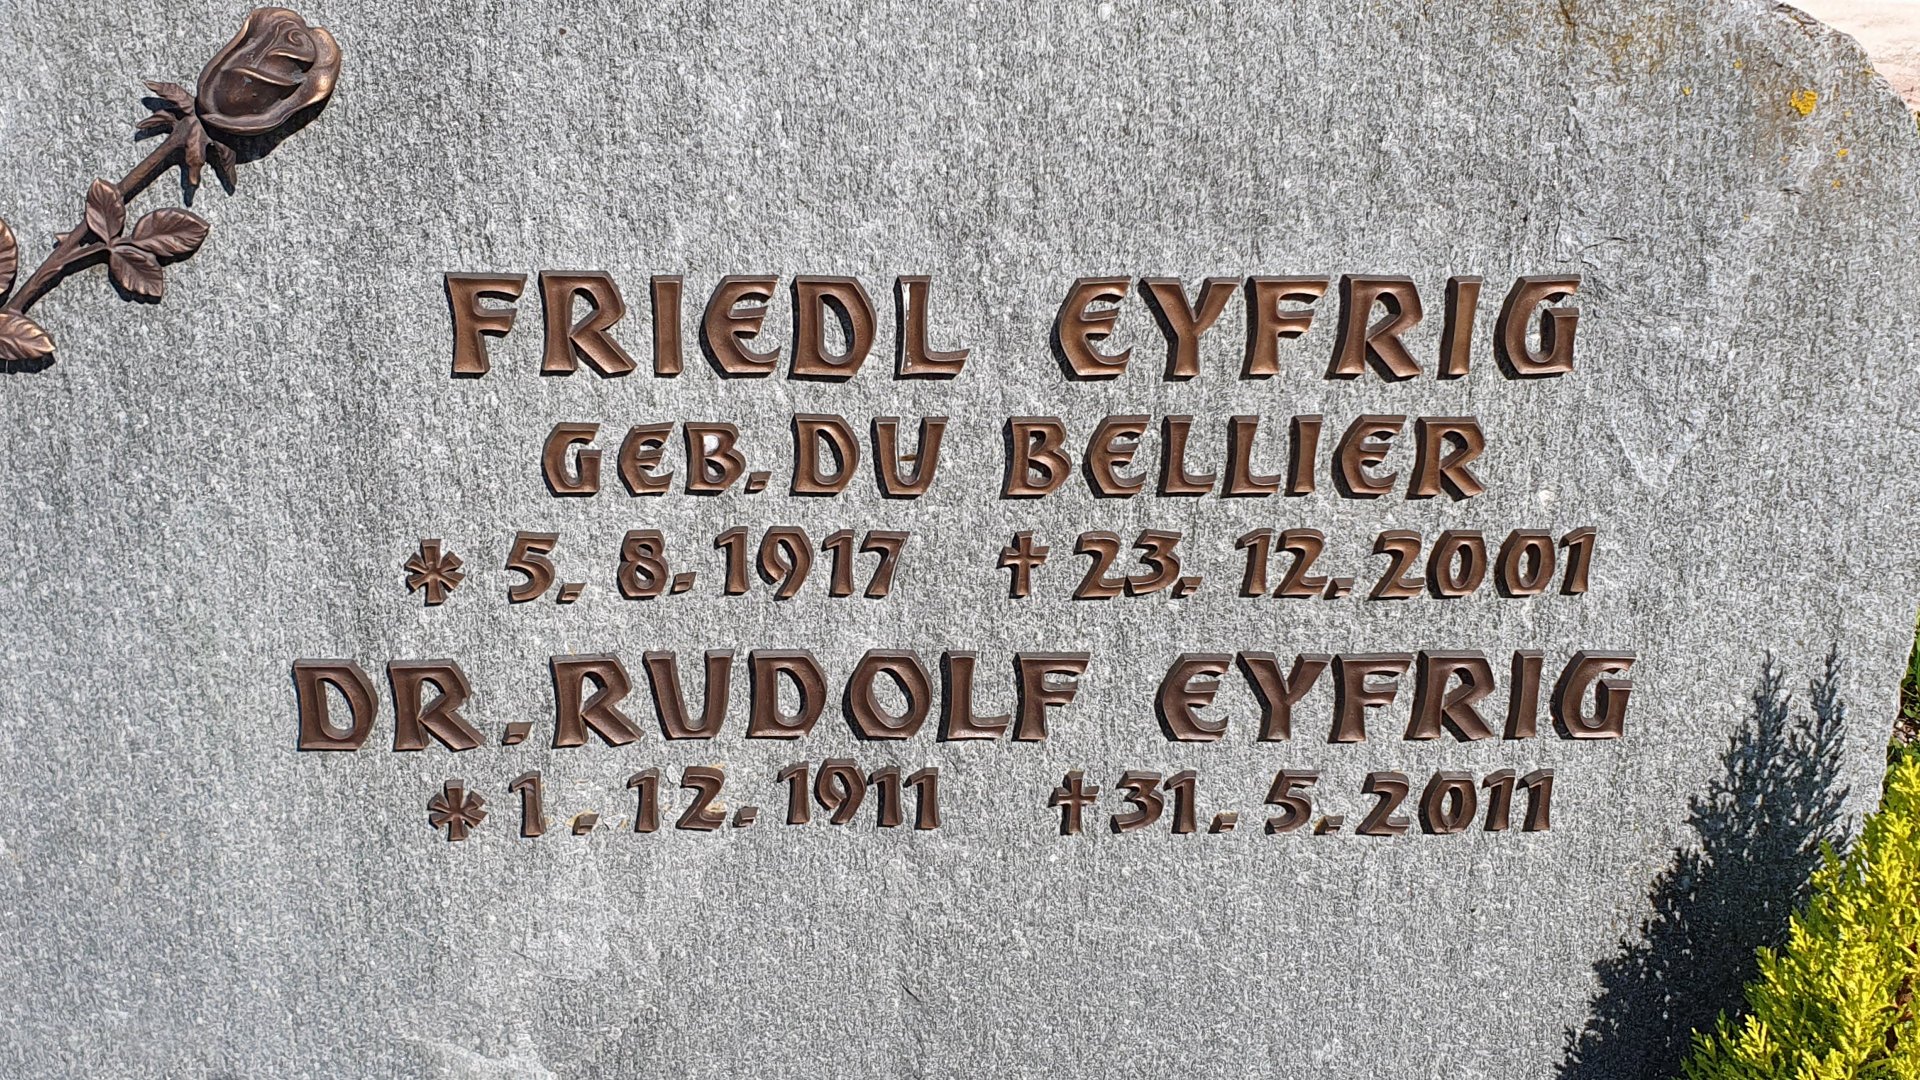 FRIEDL EYFRIG
GEB. DU BELLIER
* 5. 8. 1917 † 23. 12. 2001
DR. RUDOLF EYFRIG
* 1. 12. 1911 † 31. 5. 2011